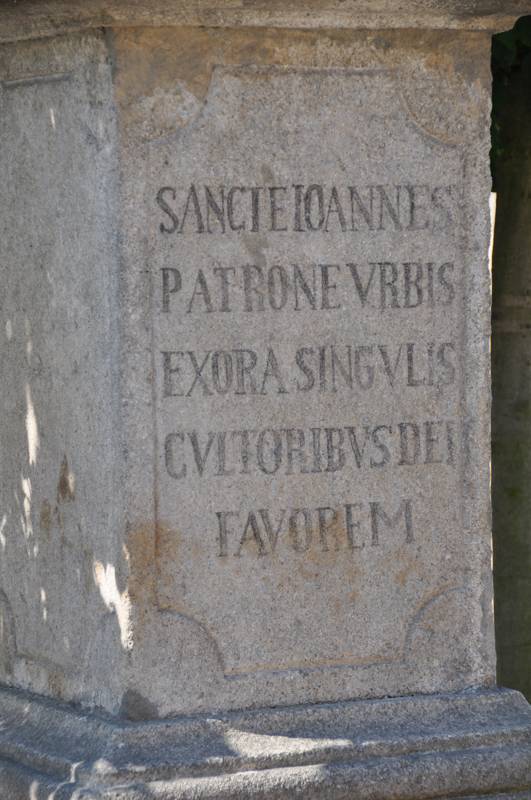 SANCTE IOANNES
PATRONE VRBIS
EXORA SINGVLIS
CVLTORIBVS DEI
FAVOREM